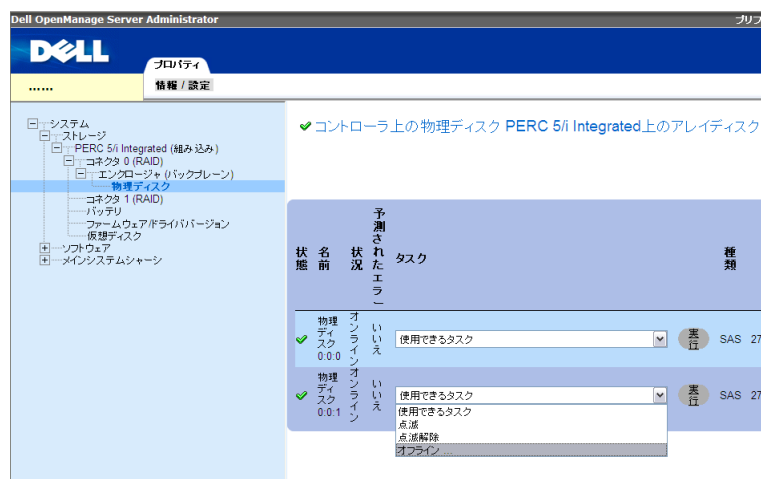 Dell OpenManage Server Administrator
プリフ
DELL
プロパティ
......
情報 / 設定
システム
ストレージ
PERC 5/i Integrated (組み込み)
コネクタ 0 (RAID)
エンクロージャ (バックプレーン)
物理ディスク
コネクタ 1 (RAID)
バッテリ
ファームウェア/ドライババージョン
仮想ディスク
ソフトウェア
メインシステムシャーシ
コントローラ上の物理ディスク PERC 5/i Integrated上のアレイディスク
状態 名前 状況 予測されたエラー タスク 種類
物理ディスク 0:0:0 オンライン いいえ 使用できるタスク 実行 SAS 27
物理ディスク 0:0:1 オンライン いいえ 使用できるタスク 実行 SAS 27
使用できるタスク
点滅
点滅解除
オフライン ...